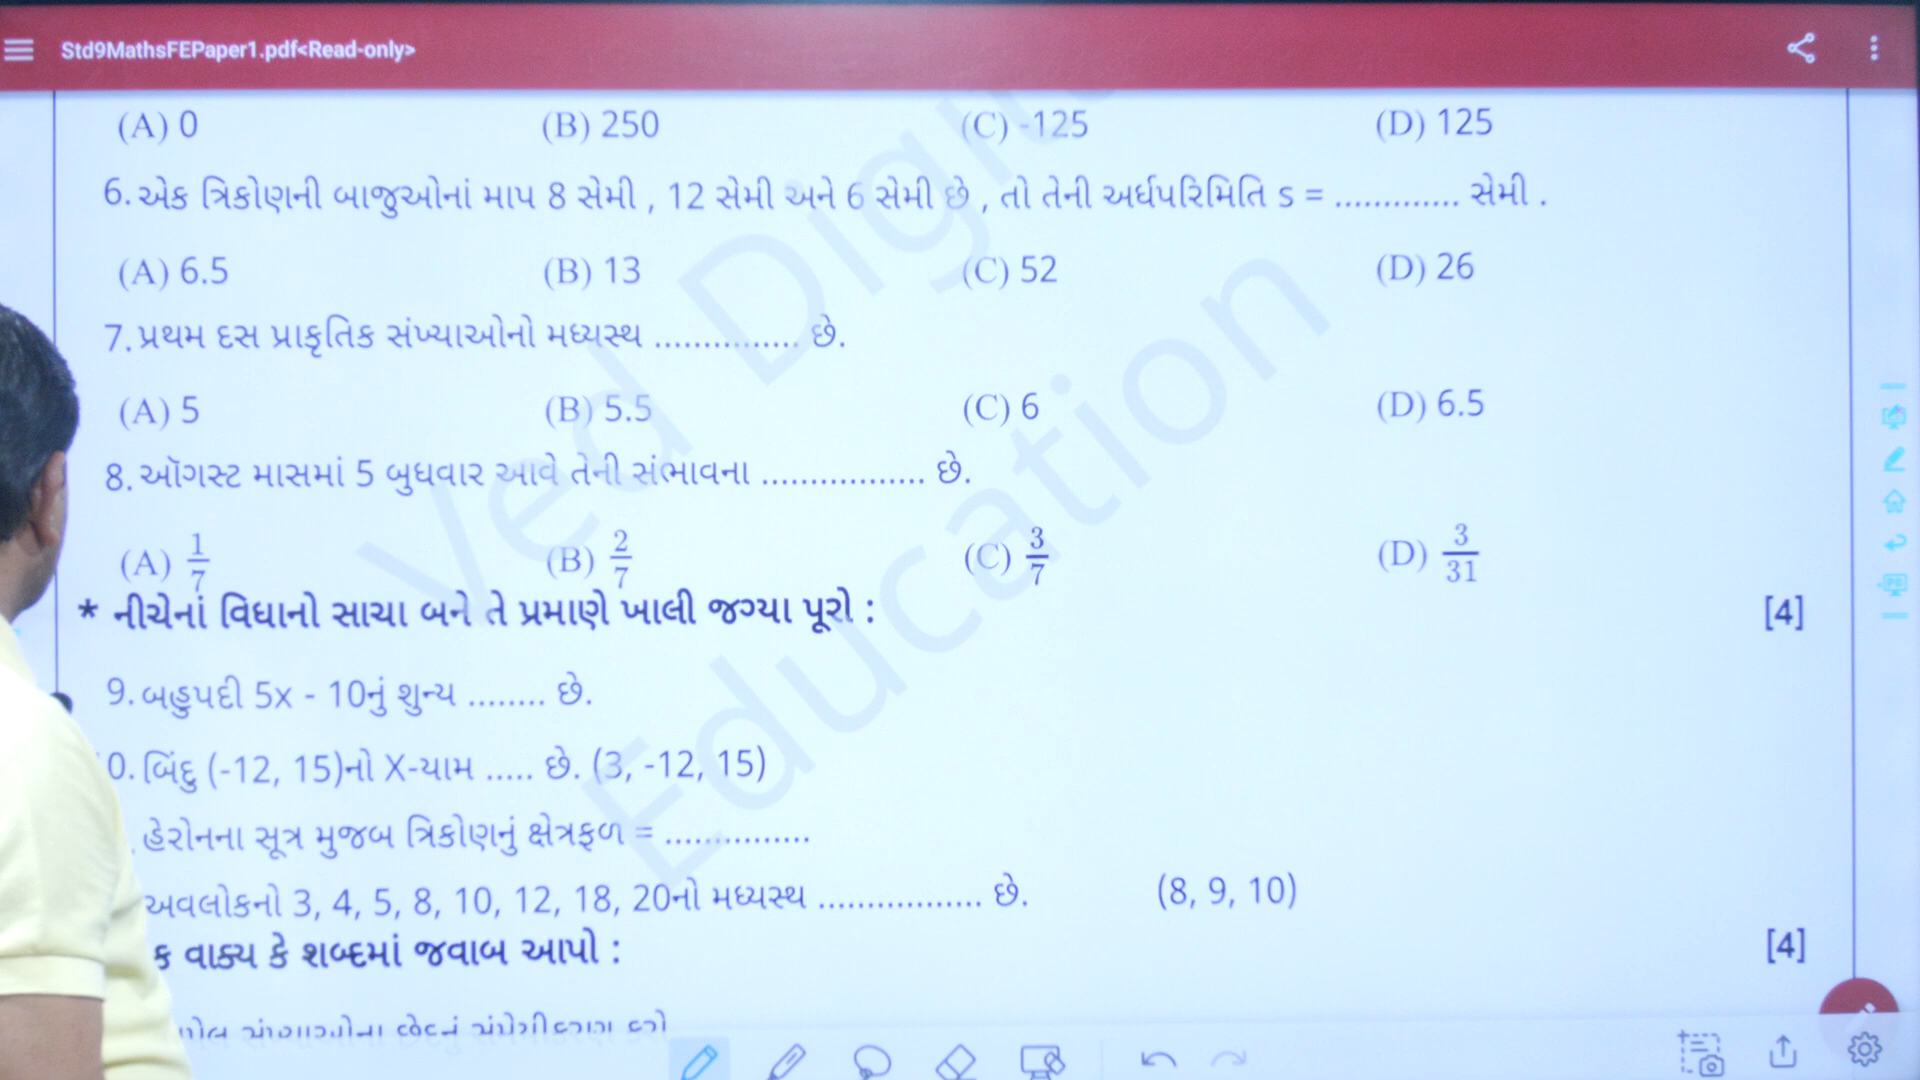 Std9MathsFEPaper1.pdf<Read-only>
(A) 0 (B) 250 (C) -125 (D) 125
6. એક ત્રિકોણની બાજુઓનાં માપ 8 સેમી , 12 સેમી અને 6 સેમી છે , તો તેની અર્ધપરિમિતિ s = ............. સેમી .
(A) 6.5 (B) 13 (C) 52 (D) 26
7. પ્રથમ દસ પ્રાકૃતિક સંખ્યાઓનો મધ્યસ્થ ............... છે.
(A) 5 (B) 5.5 (C) 6 (D) 6.5
8. ઑગસ્ટ માસમાં 5 બુધવાર આવે તેની સંભાવના ................. છે.
(A) 1/7 (B) 2/7 (C) 3/7 (D) 3/31
* નીચેનાં વિધાનો સાચા બને તે પ્રમાણે ખાલી જગ્યા પૂરો : [4]
9. બહુપદી 5x - 10નું શુન્ય ........ છે.
0. બિંદુ (-12, 15)નો X-યામ ..... છે. (3, -12, 15)
. હેરોનના સૂત્ર મુજબ ત્રિકોણનું ક્ષેત્રફળ = ...............
અવલોકનો 3, 4, 5, 8, 10, 12, 18, 20નો મધ્યસ્થ ................. છે. (8, 9, 10)
ક વાક્ય કે શબ્દમાં જવાબ આપો : [4]
Ved Digit
Education